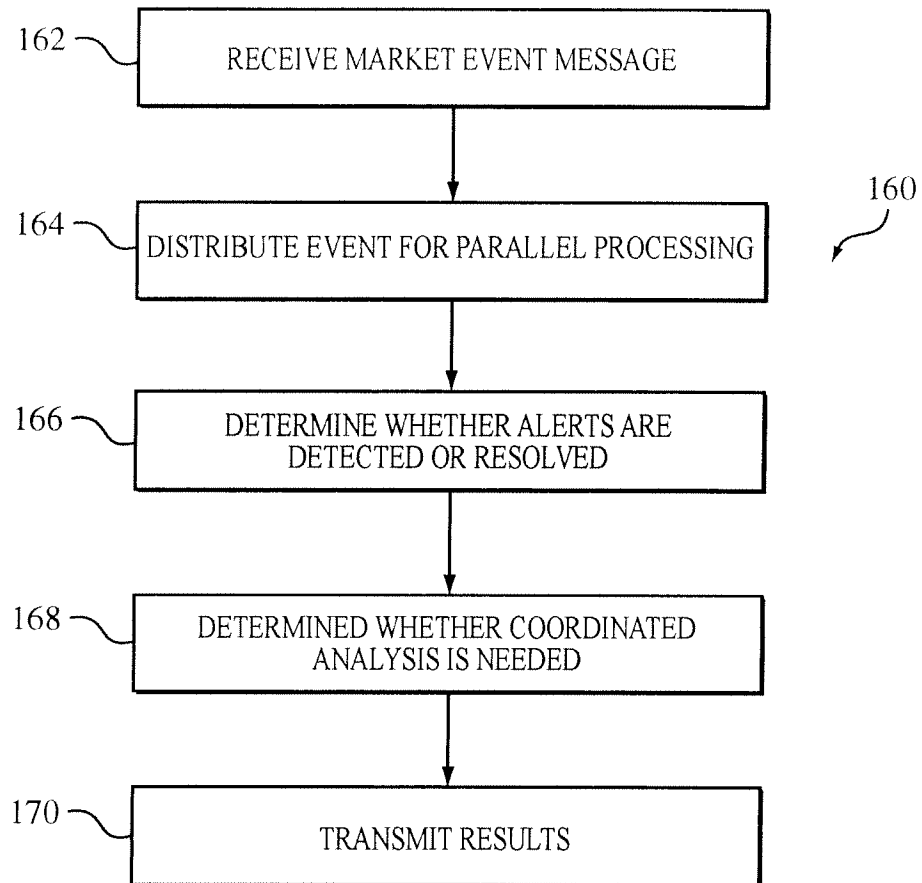 162
RECEIVE MARKET EVENT MESSAGE
160
164
DISTRIBUTE EVENT FOR PARALLEL PROCESSING
166
DETERMINE WHETHER ALERTS ARE
DETECTED OR RESOLVED
168
DETERMINED WHETHER COORDINATED
ANALYSIS IS NEEDED
170
TRANSMIT RESULTS